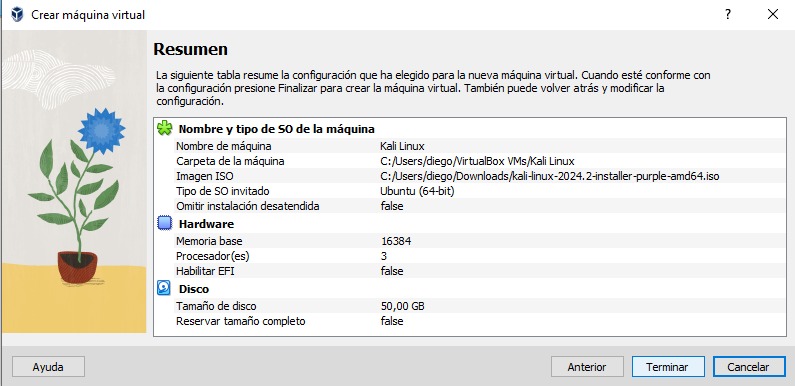 Crear máquina virtual
?
Resumen
La siguiente tabla resume la configuración que ha elegido para la nueva máquina virtual. Cuando esté conforme con
la configuración presione Finalizar para crear la máquina virtual. También puede volver atrás y modificar la
configuración.
Nombre y tipo de SO de la máquina
Nombre de máquina Kali Linux
Carpeta de la máquina C:/Users/diego/VirtualBox VMs/Kali Linux
Imagen ISO C:/Users/diego/Downloads/kali-linux-2024.2-installer-purple-amd64.iso
Tipo de SO invitado Ubuntu (64-bit)
Omitir instalación desatendida false
Hardware
Memoria base 16384
Procesador(es) 3
Habilitar EFI false
Disco
Tamaño de disco 50,00 GB
Reservar tamaño completo false
Ayuda Anterior Terminar Cancelar